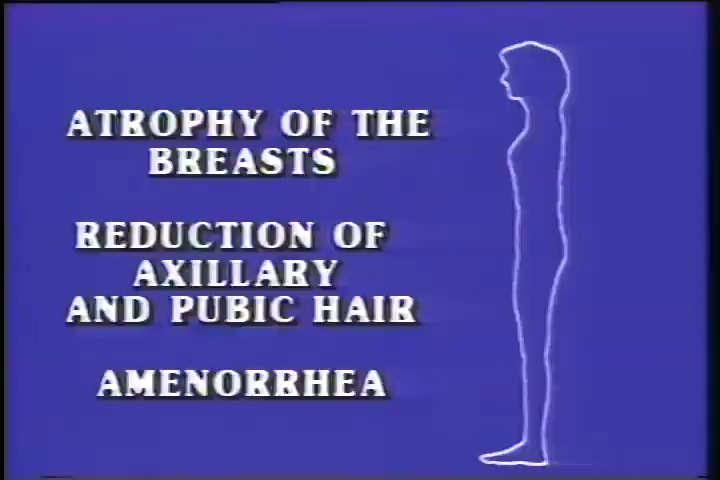 ATROPHY OF THE
BREASTS
REDUCTION OF
AXILLARY
AND PUBIC HAIR
AMENORRHEA